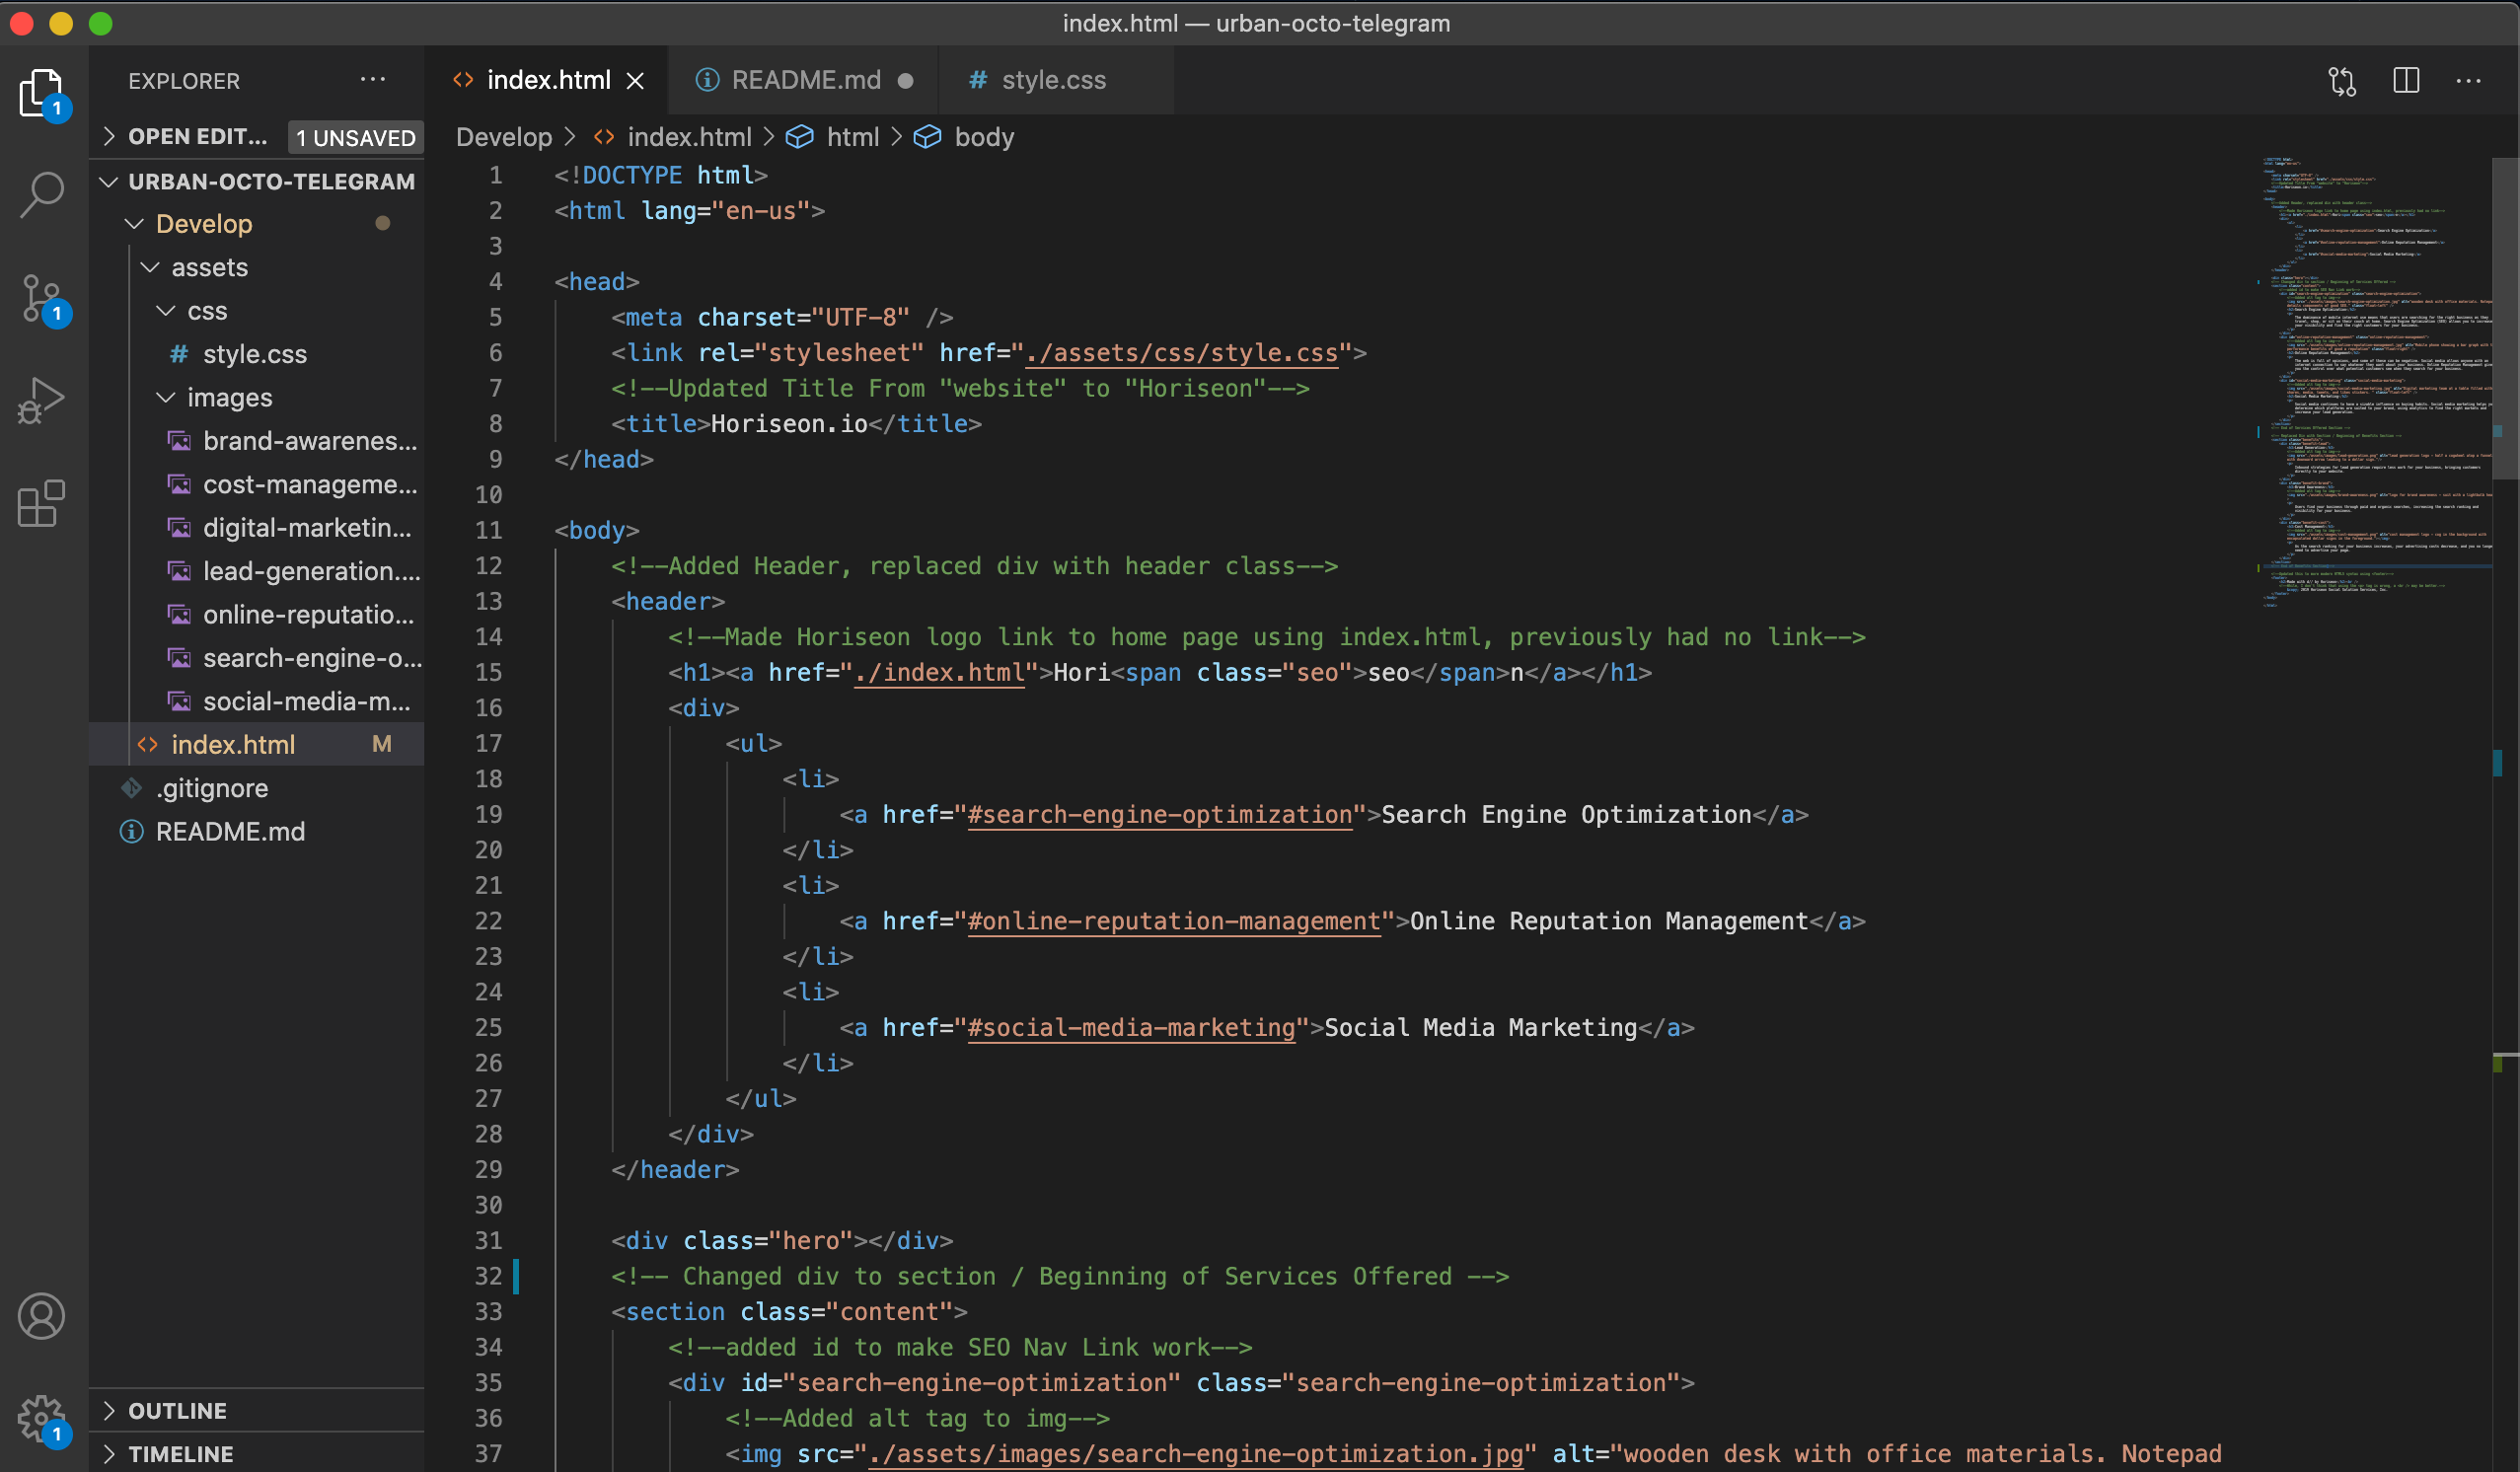 index.html — urban-octo-telegram
EXPLORER
index.html
README.md
style.css
OPEN EDIT... 1 UNSAVED
Develop > index.html > html > body
URBAN-OCTO-TELEGRAM
Develop
assets
css
style.css
images
brand-awarenes...
cost-manageme...
digital-marketin...
lead-generation....
online-reputatio...
search-engine-o...
social-media-m...
index.html M
.gitignore
README.md
OUTLINE
TIMELINE
1
1
1
1 <!DOCTYPE html>
2 <html lang="en-us">
3
4 <head>
5 <meta charset="UTF-8" />
6 <link rel="stylesheet" href="./assets/css/style.css">
7 <!--Updated Title From "website" to "Horiseon"-->
8 <title>Horiseon.io</title>
9 </head>
10
11 <body>
12 <!--Added Header, replaced div with header class-->
13 <header>
14 <!--Made Horiseon logo link to home page using index.html, previously had no link-->
15 <h1><a href="./index.html">Hori<span class="seo">seo</span>n</a></h1>
16 <div>
17 <ul>
18 <li>
19 <a href="#search-engine-optimization">Search Engine Optimization</a>
20 </li>
21 <li>
22 <a href="#online-reputation-management">Online Reputation Management</a>
23 </li>
24 <li>
25 <a href="#social-media-marketing">Social Media Marketing</a>
26 </li>
27 </ul>
28 </div>
29 </header>
30
31 <div class="hero"></div>
32 <!-- Changed div to section / Beginning of Services Offered -->
33 <section class="content">
34 <!--added id to make SEO Nav Link work-->
35 <div id="search-engine-optimization" class="search-engine-optimization">
36 <!--Added alt tag to img-->
37 <img src="./assets/images/search-engine-optimization.jpg" alt="wooden desk with office materials. Notepad